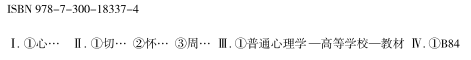 ISBN 978-7-300-18337-4
Ⅰ. ①心… Ⅱ. ①切… ②怀… ③周… Ⅲ. ①普通心理学—高等学校—教材 Ⅳ. ①B84